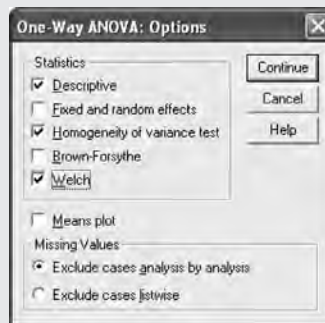 One-Way ANOVA: Options
Statistics
Descriptive
Fixed and random effects
Homogeneity of variance test
Brown-Forsythe
Welch
Means plot
Missing Values
Exclude cases analysis by analysis
Exclude cases listwise
Continue
Cancel
Help